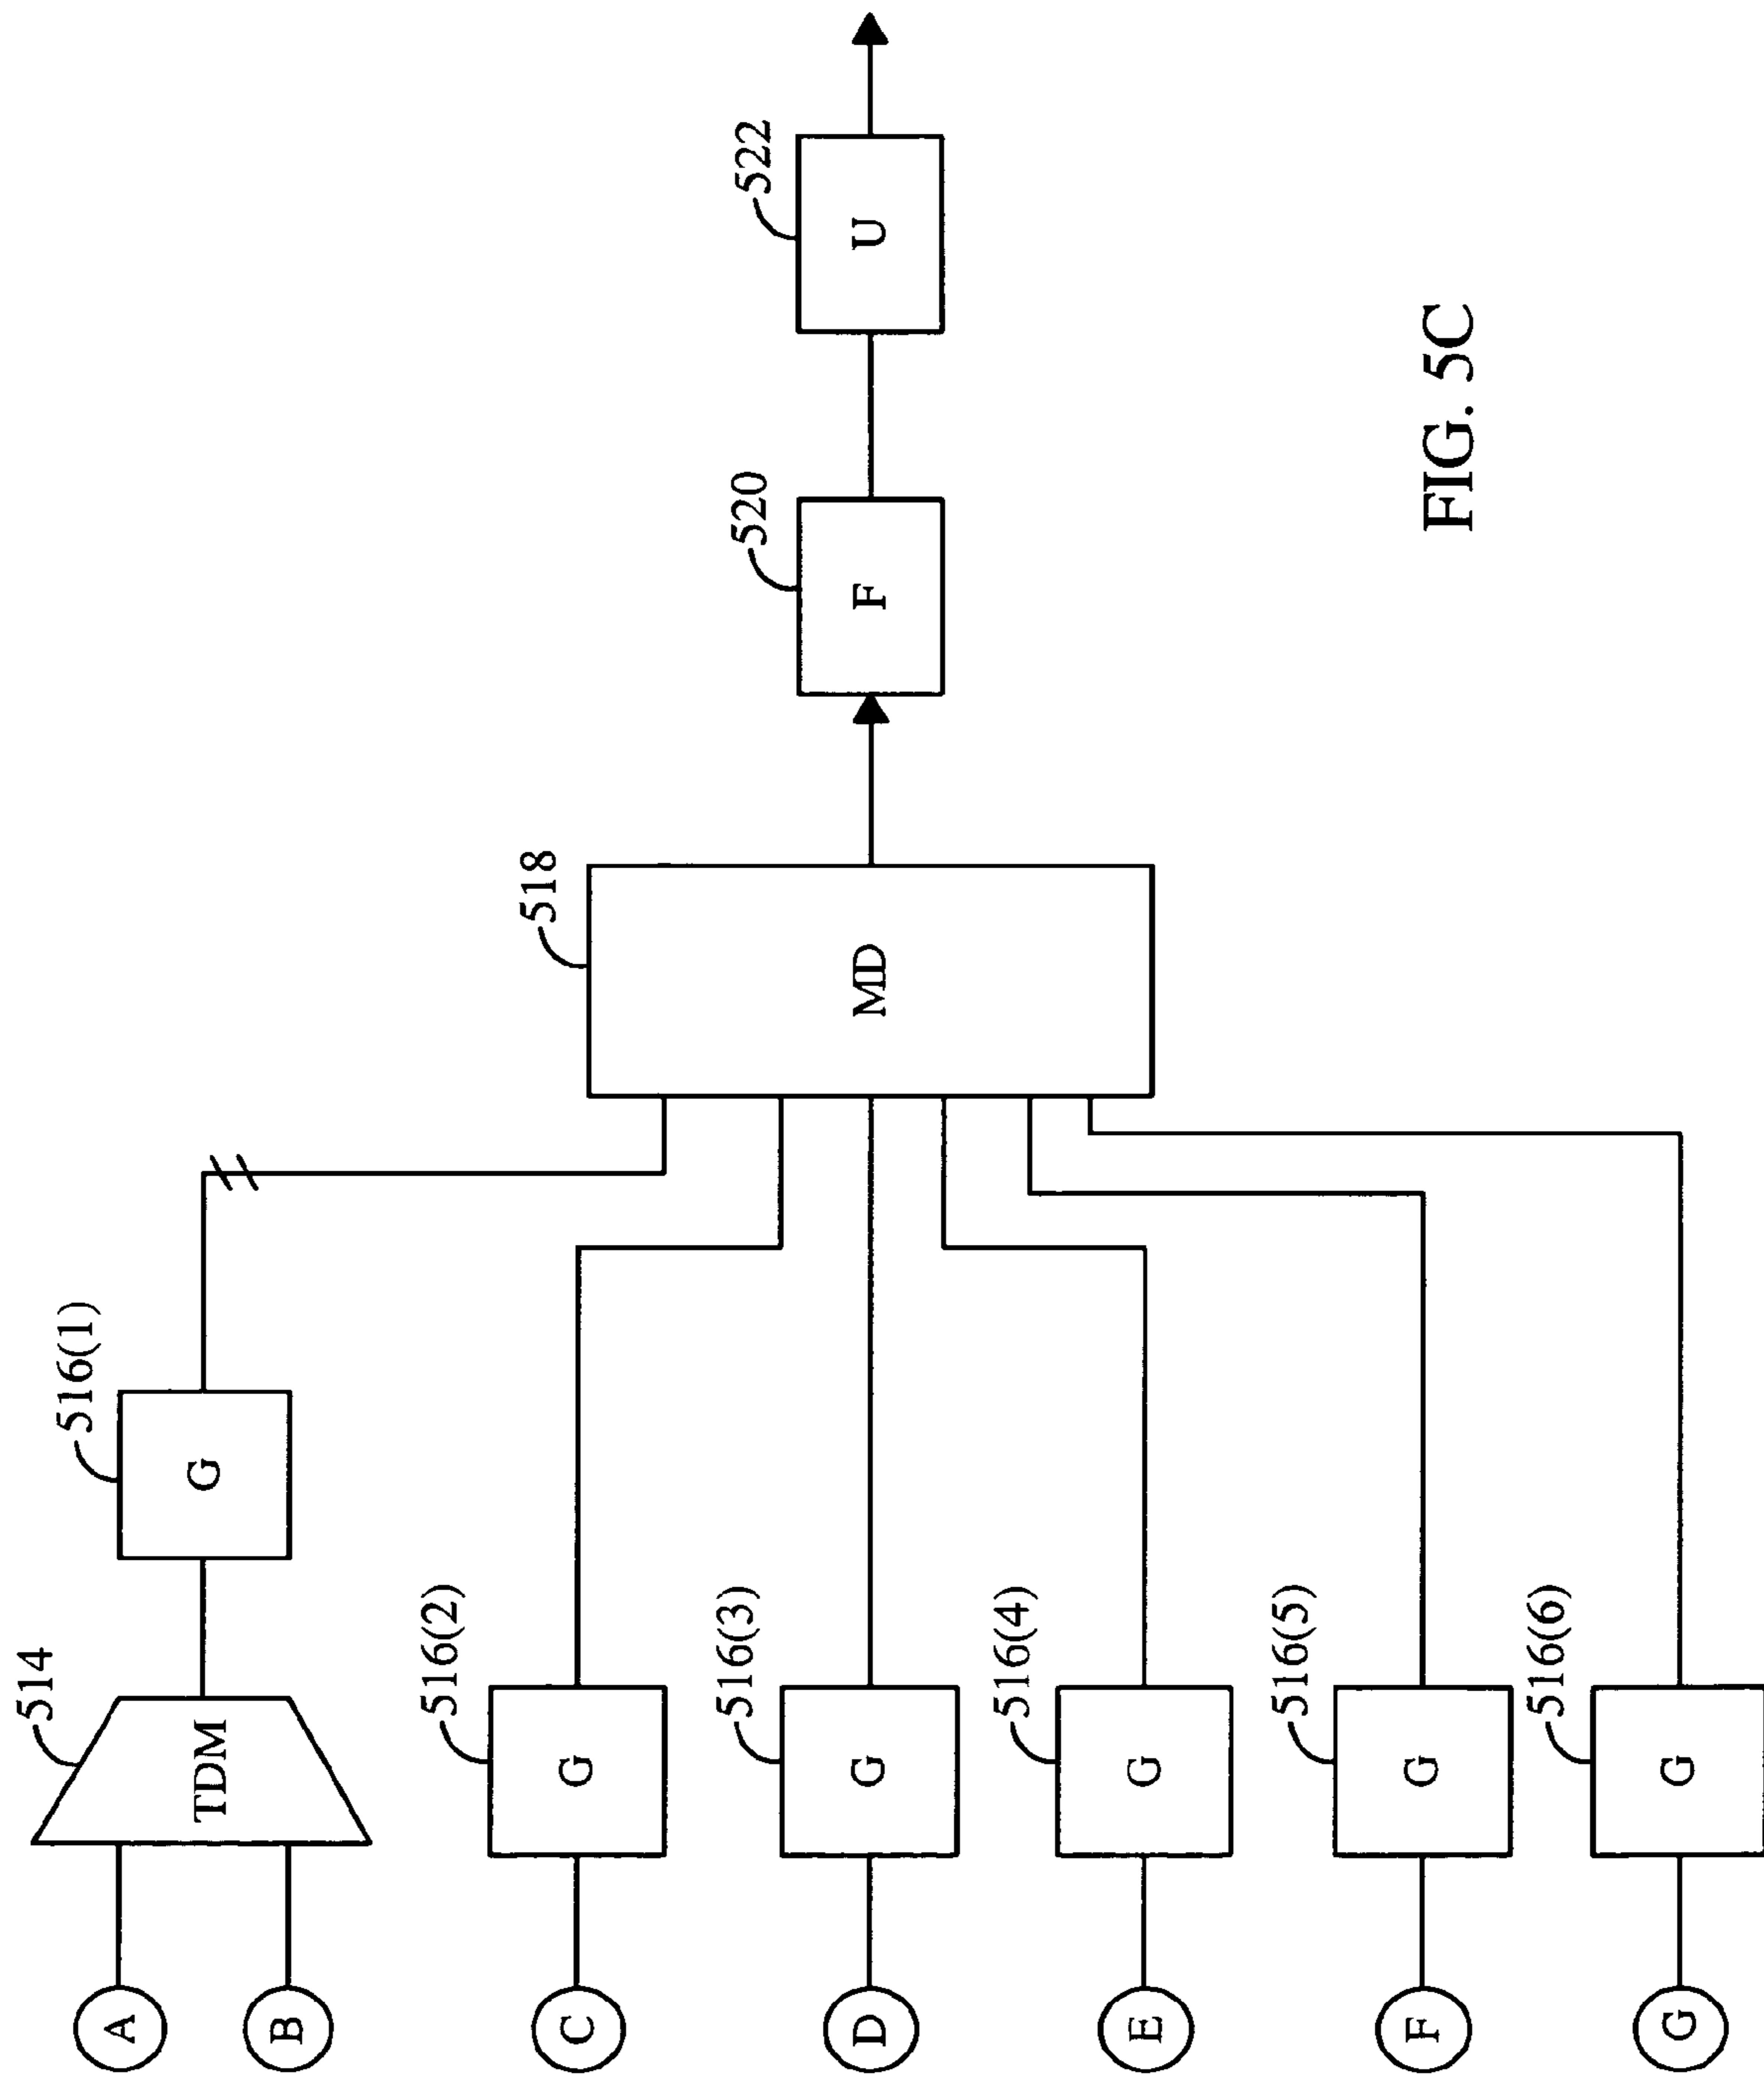 514
516(1)
A
TDM
G
B
516(2)
518
C
G
516(3)
520
522
D
G
MD
F
U
516(4)
E
G
516(5)
F
G
516(6)
G
G
FIG. 5C